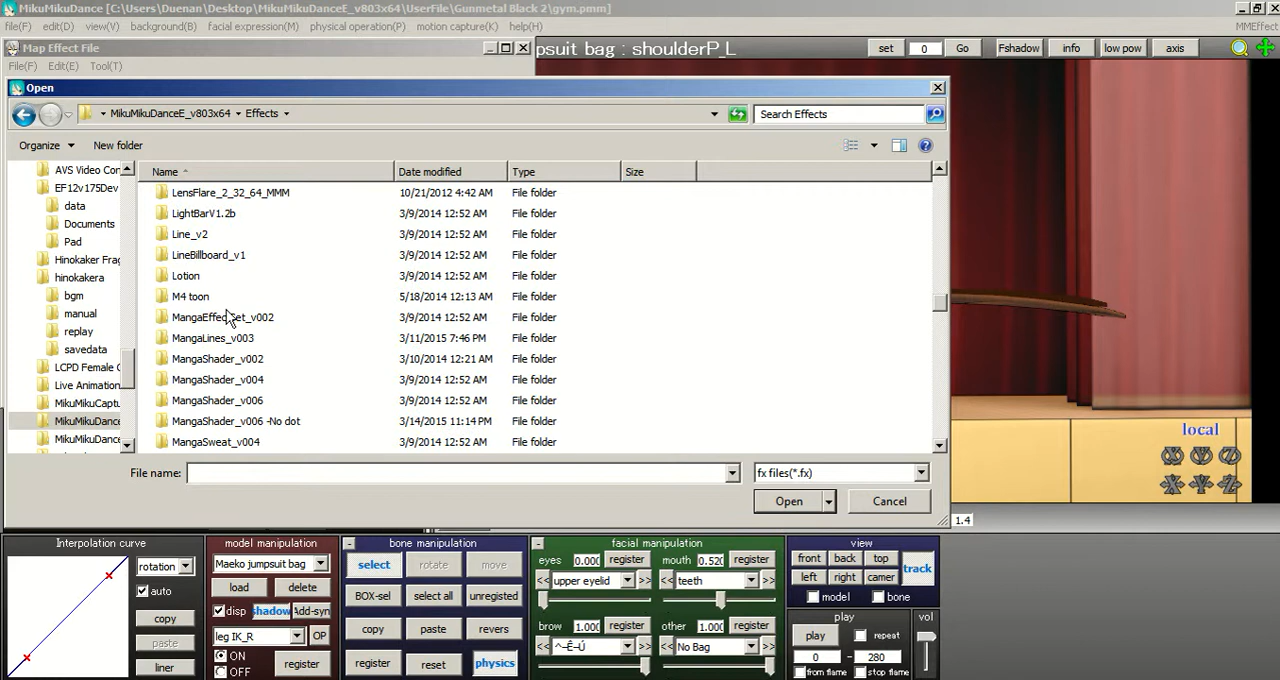 MikuMikuDance [C:\Users\Duenan\Desktop\MikuMikuDanceE_v803x64\UserFile\Gunmetal Black 2\gym.pmm]
file(F) edit(D) view(V) background(B) facial expression(M) physical operation(P) motion capture(K) help(H) MMEffect
Map Effect File
psuit bag : shoulderP_L set 0 Go Fshadow info low pow axis
File(F) Edit(E) Tool(T)
Open
MikuMikuDanceE_v803x64 Effects Search Effects
Organize New folder
Name Date modified Type Size
AVS Video Con
EF12v175Dev
data
Documents
Pad
Hinokaker Frag
hinokakera
bgm
manual
replay
savedata
LCPD Female
Live Animation
MikuMikuCaptu
MikuMikuDance
MikuMikuDance
LensFlare_2_32_64_MMM 10/21/2012 4:42 AM File folder
LightBarV1.2b 3/9/2014 12:52 AM File folder
Line_v2 3/9/2014 12:52 AM File folder
LineBillboard_v1 3/9/2014 12:52 AM File folder
Lotion 3/9/2014 12:52 AM File folder
M4 toon 5/18/2014 12:13 AM File folder
MangaEffectSet_v002 3/9/2014 12:52 AM File folder
MangaLines_v003 3/11/2015 7:46 PM File folder
MangaShader_v002 3/10/2014 12:21 AM File folder
MangaShader_v004 3/9/2014 12:52 AM File folder
MangaShader_v006 3/9/2014 12:52 AM File folder
MangaShader_v006 -No dot 3/14/2015 11:14 PM File folder
MangaSweat_v004 3/9/2014 12:52 AM File folder
File name: fx files(*.fx)
Open Cancel
local
X Y Z
X Y Z
1.4
Interpolation curve
rotation
auto
copy
paste
liner
model manipulation
Maeko jumpsuit bag
load delete
disp shadow Add-syn
leg IK_R OP
ON
OFF
register
bone manipulation
select rotate move
BOX-sel select all unregisted
copy paste revers
register reset physics
facial manipulation
eyes 0.000 register mouth 0.520 register
<< upper eyelid >> << teeth >>
brow 1.000 register other 1.000 register
<< ^-Ê-Ú >> << No Bag >>
view
front back top
left right camer
track
model bone
play vol
play repeat
0 - 280
from flame stop flame